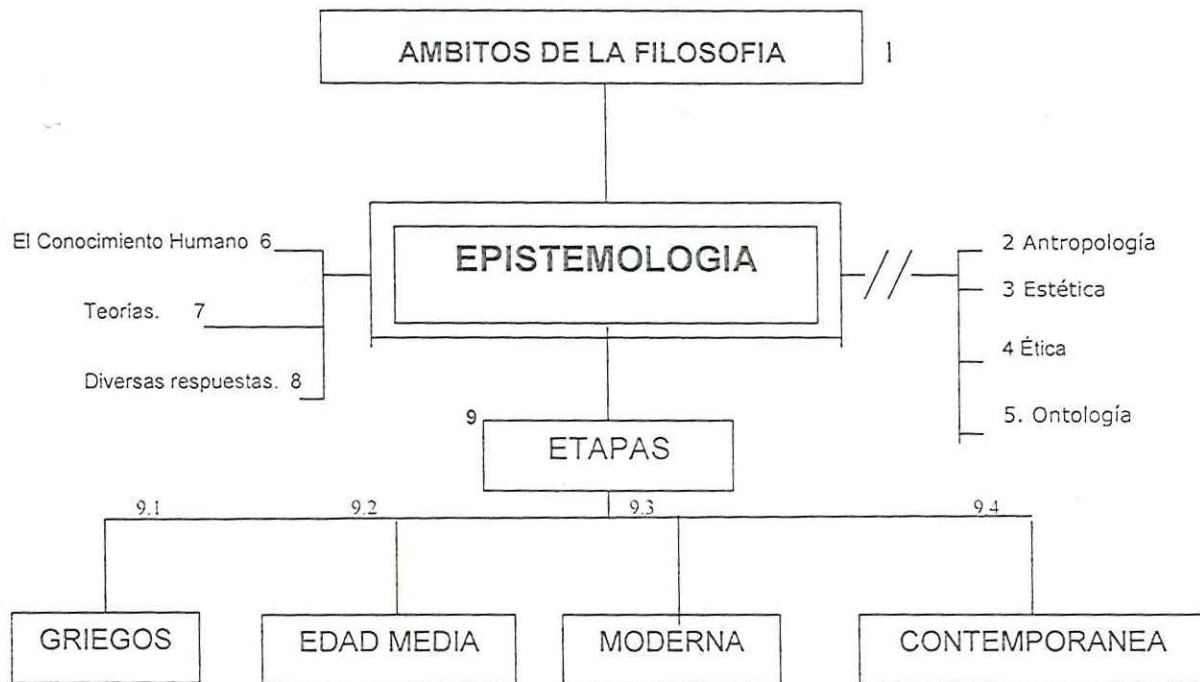 AMBITOS DE LA FILOSOFIA 1
EPISTEMOLOGIA
El Conocimiento Humano 6
Teorías. 7
Diversas respuestas. 8
2 Antropología
3 Estética
4 Ética
5. Ontología
9
ETAPAS
9.1 9.2 9.3 9.4
GRIEGOS EDAD MEDIA MODERNA CONTEMPORANEA